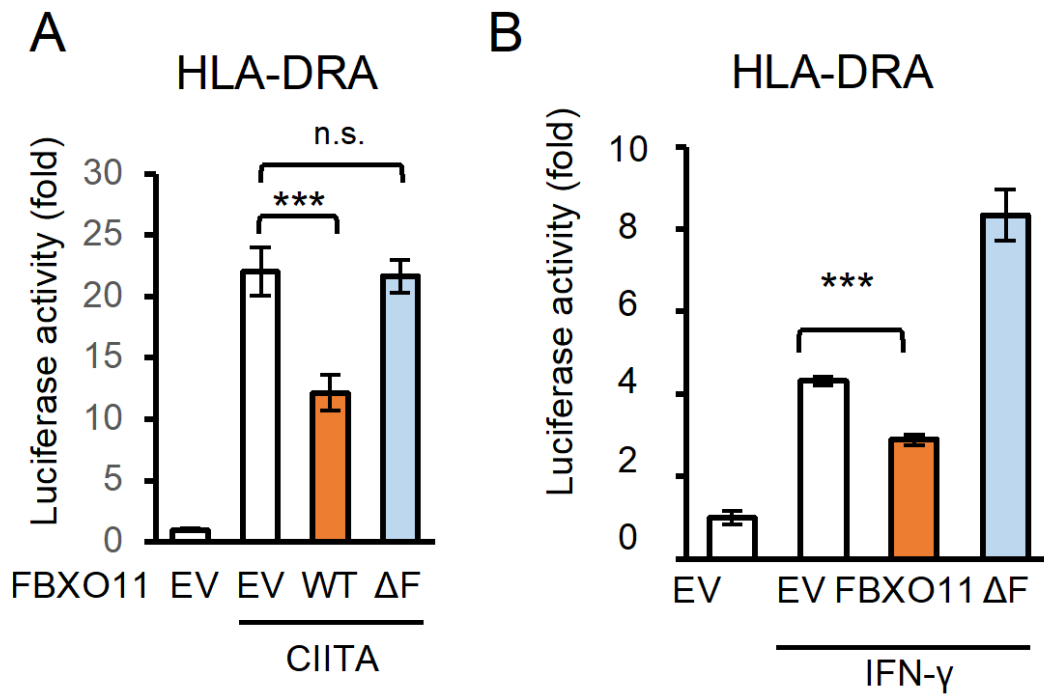 A
HLA-DRA
n.s.
***
Luciferase activity (fold)
30
25
20
15
10
5
0
FBXO11 EV EV WT ΔF
CIITA
B
HLA-DRA
***
Luciferase activity (fold)
10
8
6
4
2
0
EV EV FBXO11 ΔF
IFN-γ